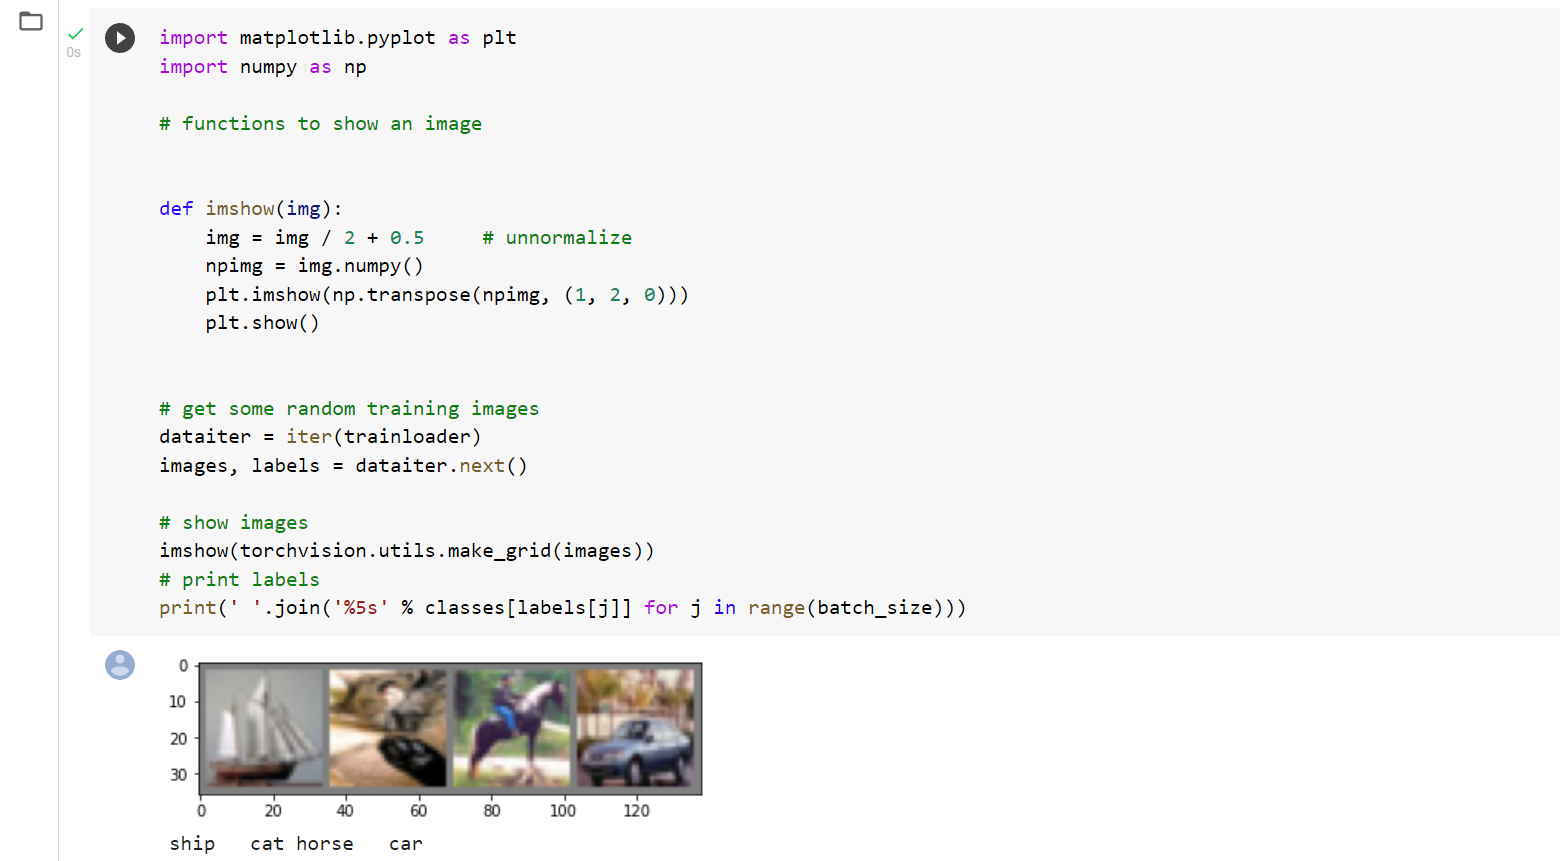 0s
import matplotlib.pyplot as plt
import numpy as np
# functions to show an image
def imshow(img):
    img = img / 2 + 0.5     # unnormalize
    npimg = img.numpy()
    plt.imshow(np.transpose(npimg, (1, 2, 0)))
    plt.show()
# get some random training images
dataiter = iter(trainloader)
images, labels = dataiter.next()
# show images
imshow(torchvision.utils.make_grid(images))
# print labels
print(' '.join('%5s' % classes[labels[j]] for j in range(batch_size)))
0
10
20
30
0 20 40 60 80 100 120
ship   cat horse   car